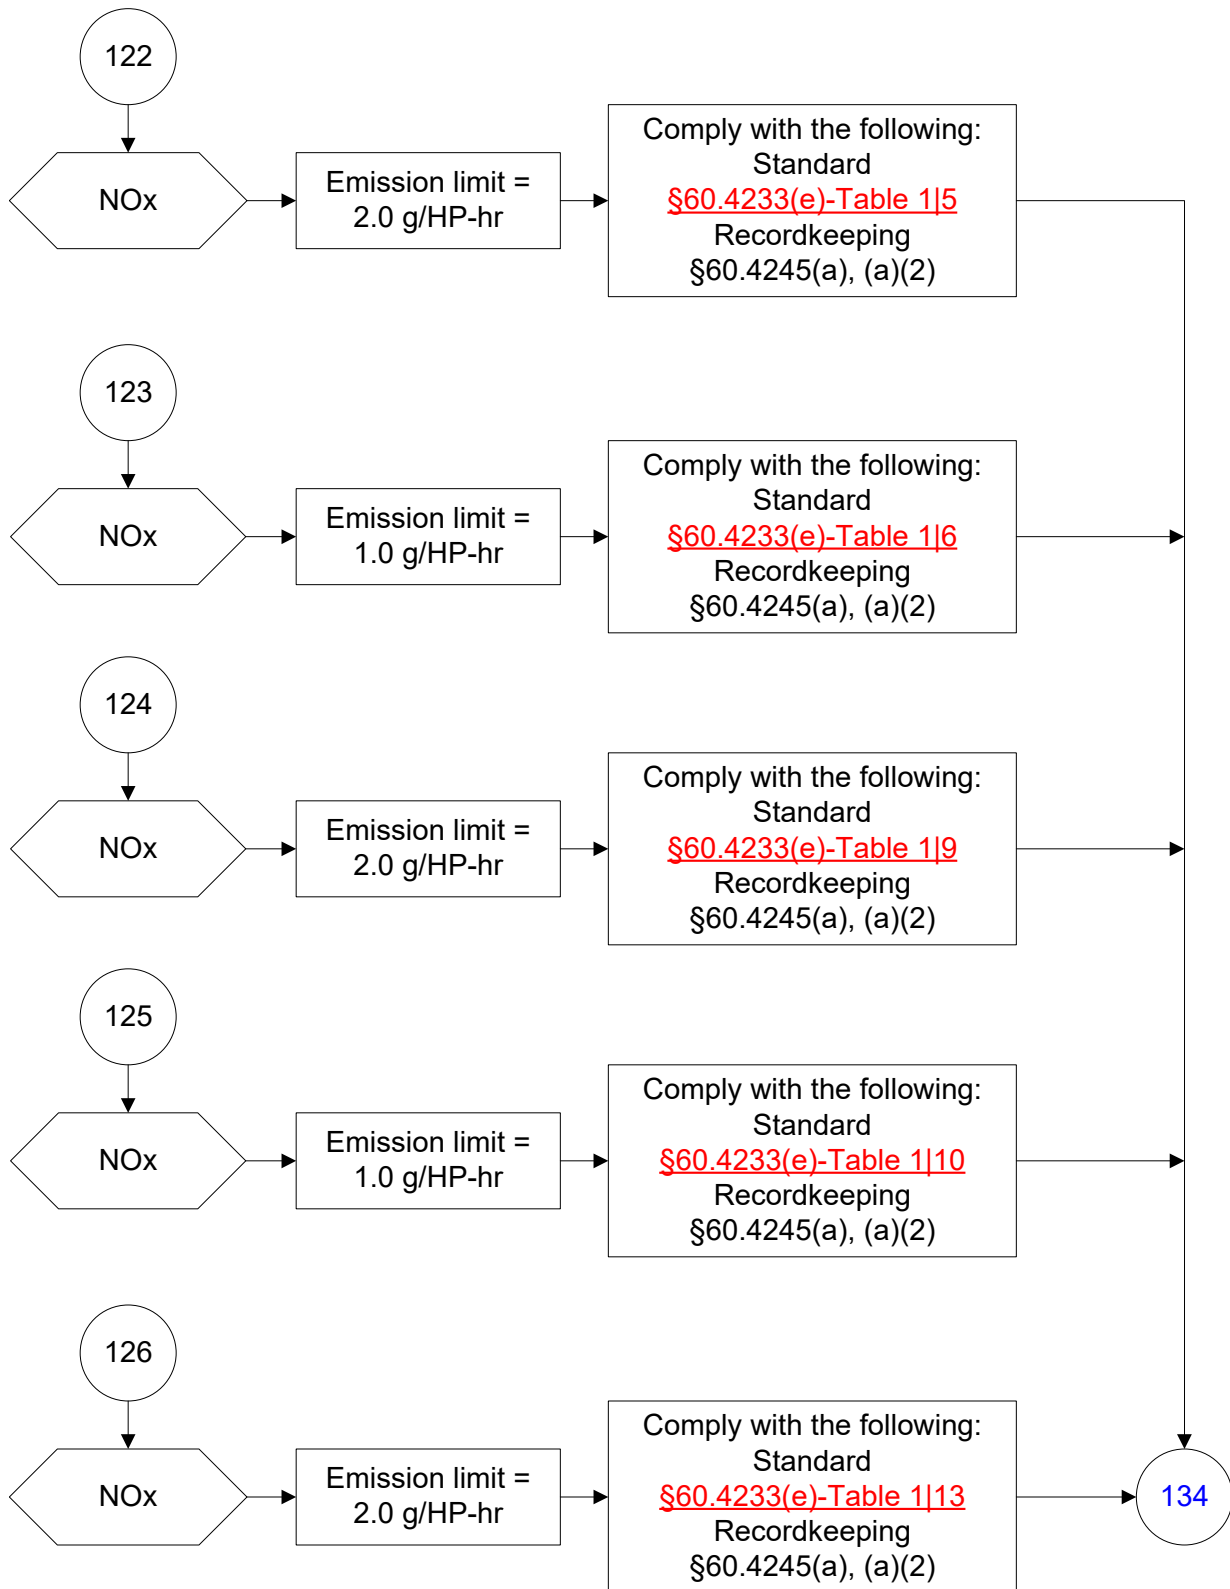 122
NOx
Emission limit =
2.0 g/HP-hr
Comply with the following:
Standard
§60.4233(e)-Table 1|5
Recordkeeping
§60.4245(a), (a)(2)
123
NOx
Emission limit =
1.0 g/HP-hr
Comply with the following:
Standard
§60.4233(e)-Table 1|6
Recordkeeping
§60.4245(a), (a)(2)
124
NOx
Emission limit =
2.0 g/HP-hr
Comply with the following:
Standard
§60.4233(e)-Table 1|9
Recordkeeping
§60.4245(a), (a)(2)
125
NOx
Emission limit =
1.0 g/HP-hr
Comply with the following:
Standard
§60.4233(e)-Table 1|10
Recordkeeping
§60.4245(a), (a)(2)
126
NOx
Emission limit =
2.0 g/HP-hr
Comply with the following:
Standard
§60.4233(e)-Table 1|13
Recordkeeping
§60.4245(a), (a)(2)
134